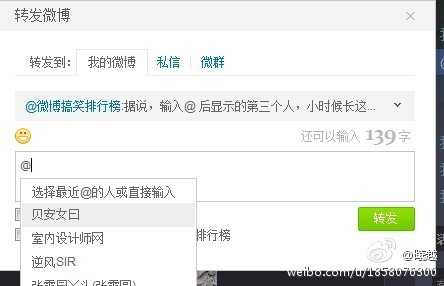 转发微博
转发到: 我的微博 私信 微群
@微博搞笑排行榜:据说，输入@ 后显示的第三个人，小时候长这...
还可以输入 139 字
@
选择最近@的人或直接输入
贝安女曰
转发
室内设计师网
排行榜
逆风SIR
weibo.com/u/1858076300